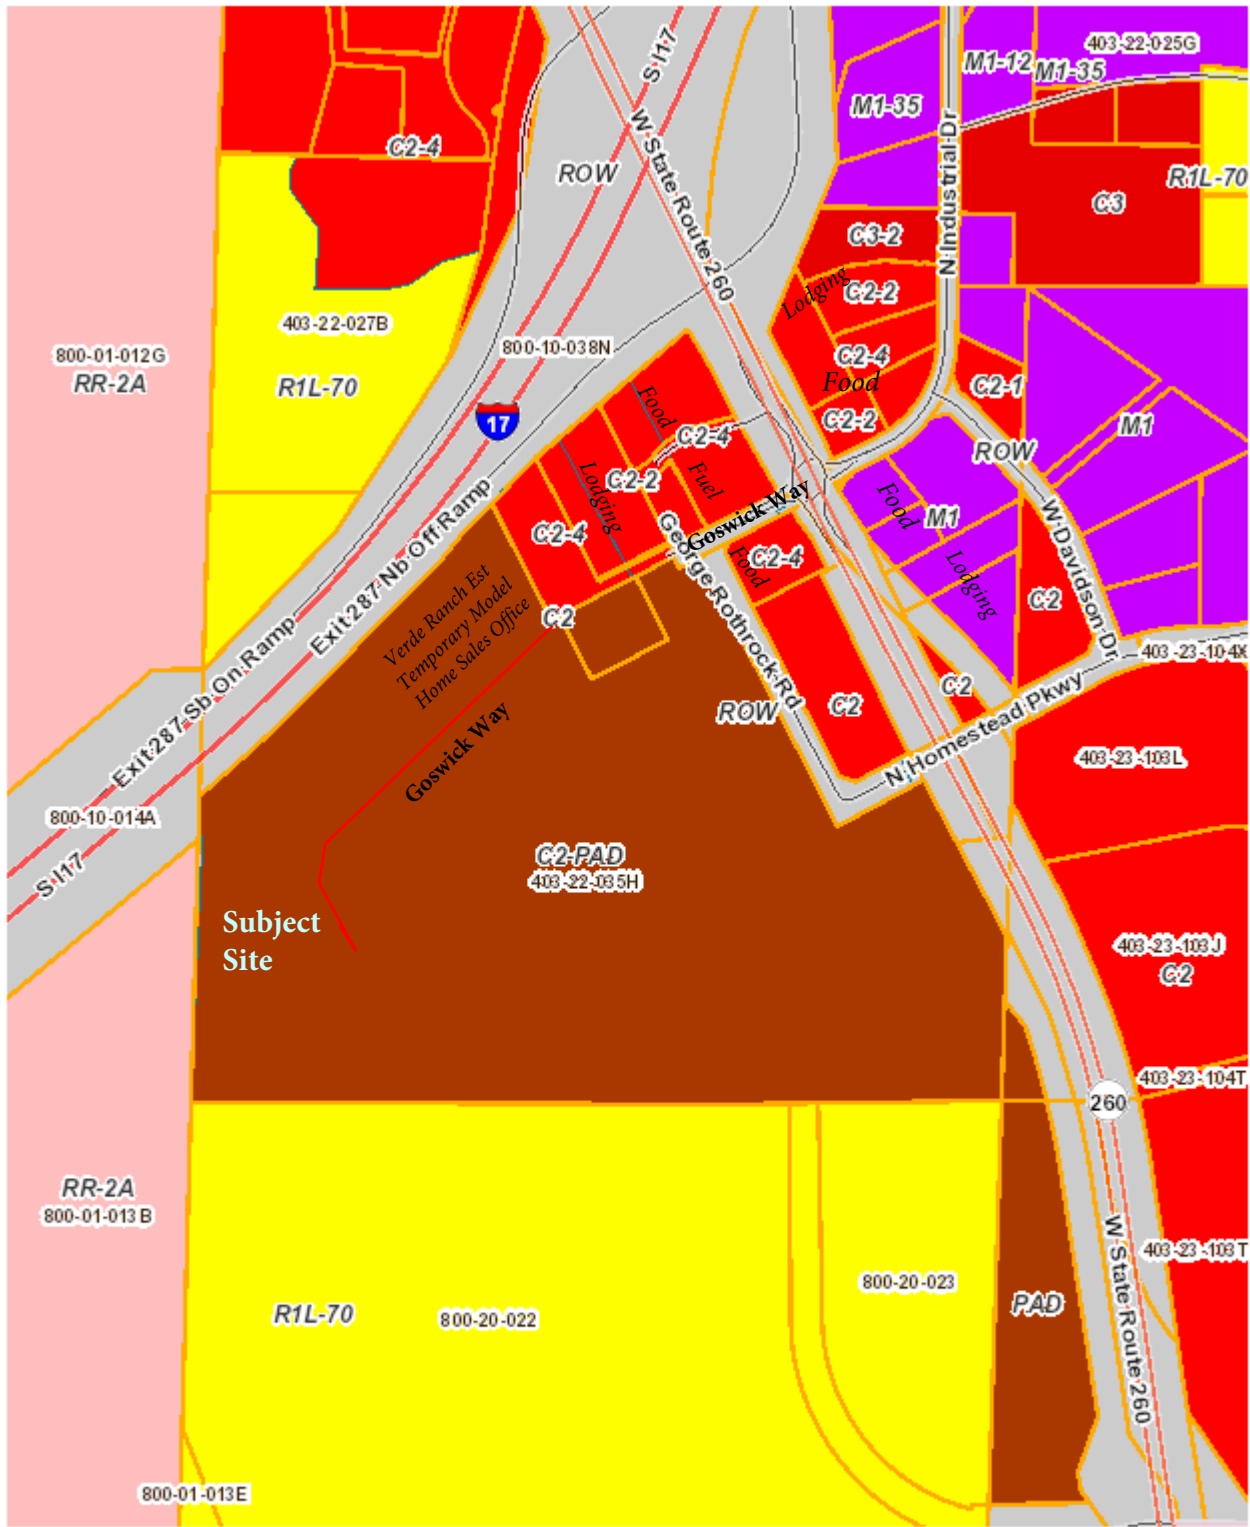 S I17
403-22-025G
M1-12
M1-35
M1-35
W State Route 260
C2-4
ROW
N Industrial Dr
R1L-70
C3
C3-2
Lodging
C2-2
403-22-027B
800-10-038N
800-01-012G
RR-2A
R1L-70
C2-4
Food
C2-1
Food
17
C2-2
C2-4
M1
ROW
C2-2
Lodging
Fuel
Goswick Way
Food
M1
C2-4
George Rothrock Rd
Food
C2-4
W Davidson Dr
Lodging
C2
Exit 287 Nb Off Ramp
Verde Ranch Est
Temporary Model
Home Sales Office
C2
403-23-104X
Exit 287 Sb On Ramp
C2
ROW
C2
N Homestead Pkwy
Goswick Way
403-23-103L
800-10-014A
S I17
C2-PAD
403-22-035H
Subject
Site
403-23-103J
C2
403-23-104T
260
RR-2A
800-01-013B
W State Route 260
403-23-103T
800-20-023
PAD
R1L-70
800-20-022
800-01-013E